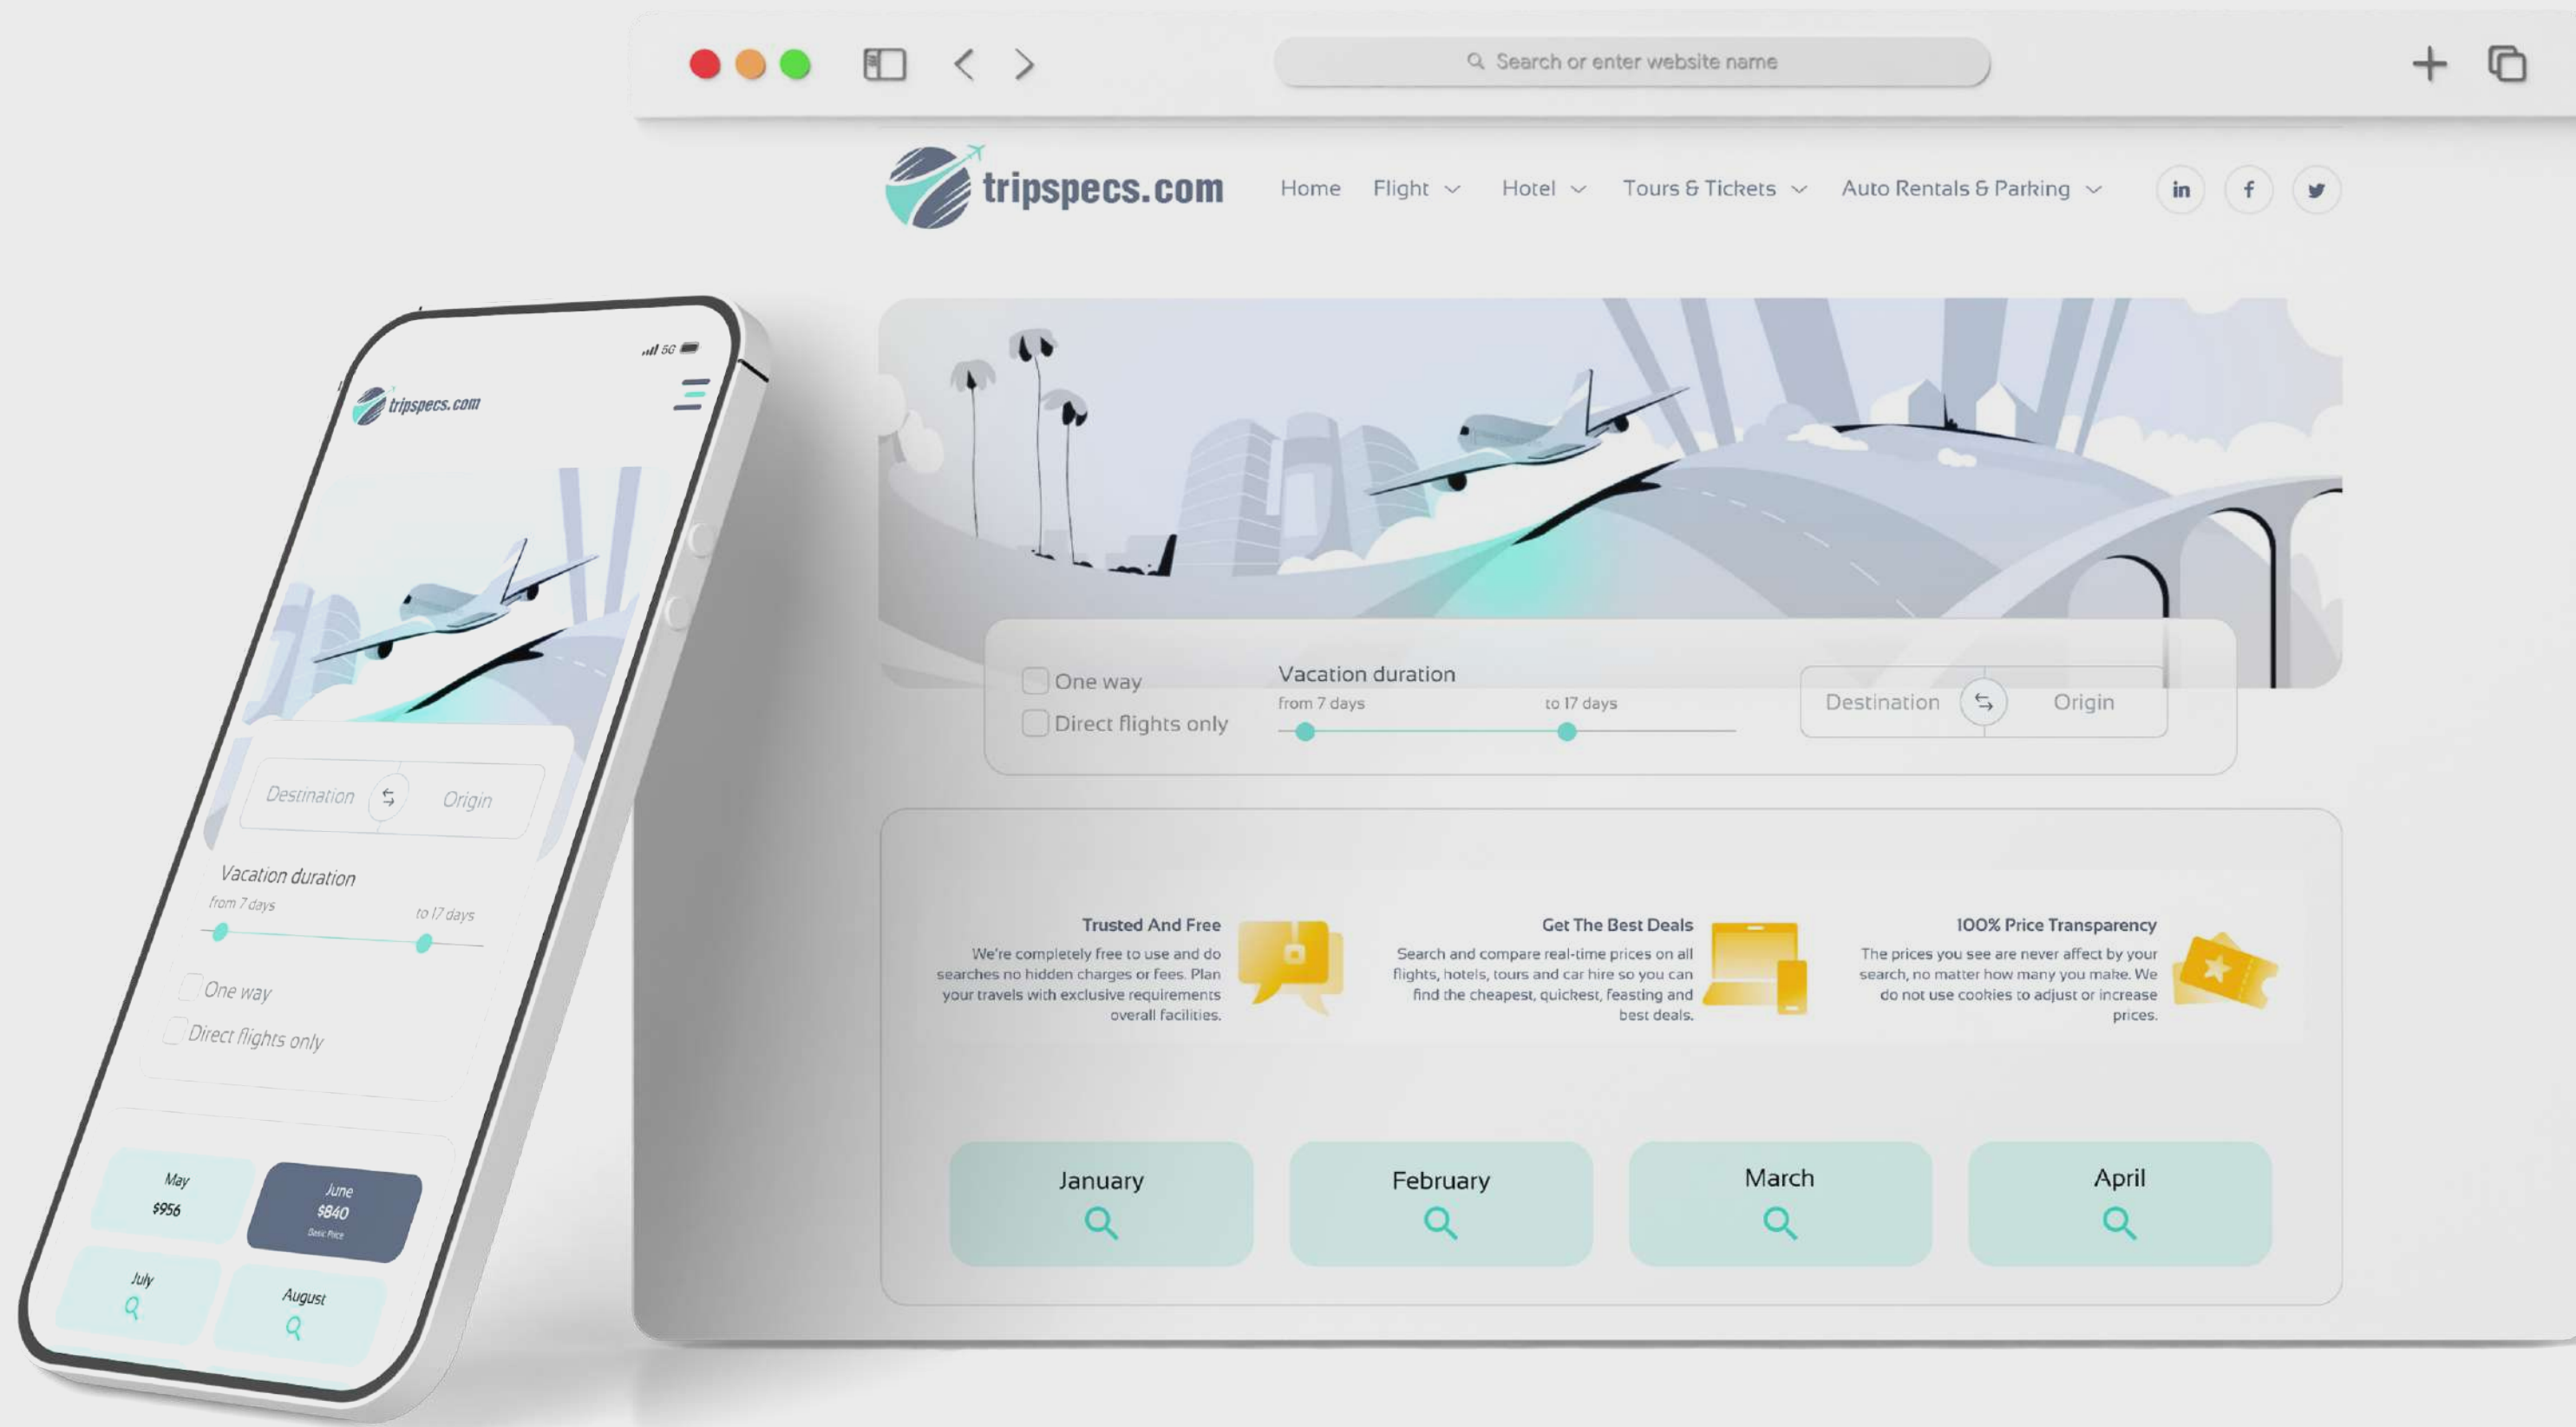 Search or enter website name
tripspecs.com
Home Flight Hotel Tours & Tickets Auto Rentals & Parking
in f
One way
Direct flights only
Vacation duration
from 7 days to 17 days
Destination Origin
Trusted And Free
We're completely free to use and do
searches no hidden charges or fees. Plan
your travels with exclusive requirements
overall facilities.
Get The Best Deals
Search and compare real-time prices on all
flights, hotels, tours and car hire so you can
find the cheapest, quickest, feasting and
best deals.
100% Price Transparency
The prices you see are never affect by your
search, no matter how many you make. We
do not use cookies to adjust or increase
prices.
January
February
March
April
5G
tripspecs.com
Destination Origin
Vacation duration
from 7 days to 17 days
One way
Direct flights only
May
$956
June
$840
Basic Price
July
August